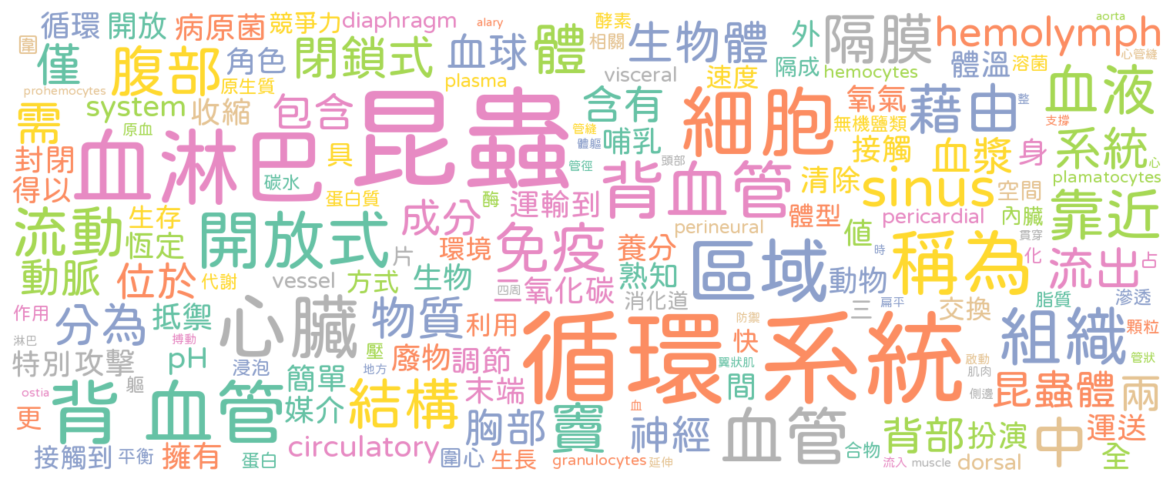 循環 開放 病原菌 競爭力 diaphragm alary 酵素 生物體 外 隔膜 hemolymph aorta
圍 僅 腹部 角色 閉鎖式 血球 體 相關 隔成 體溫 溶菌 心管縫
prohemocytes 原生質 plasma visceral 速度 hemocytes
需 system 收縮 包含 昆蟲 含有 細胞 氧氣 藉由 血液
原血 管縫 體軀 哺乳 無機鹽類 整 支撐
封閉 血淋巴 碳水 具 管徑 頭部 接觸 血漿 身 系統 心
得以 蛋白質 酶 運輸到 背血管 清除 sinus 空間 plamatocytes
流動 生存 開放式 成分 免疫 perineural 體型 pericardial 內臟 靠近
恆定 環境 片 養分 區域 值 稱為 貫穿 時 化 占
動脈 位於 代謝 vessel 方式 生物 四周 二氧化碳 熟知 動物 流出
作用 分為 抵禦 心臟 物質 利用 消化道 三 扁平 交換 脂質 滲透
淋巴 搏動 循環系統 防禦 快 組織 顆粒
特別攻擊 pH 浸泡 壓 地方 廢物 調節 翼狀肌 啟動 肌肉 管狀
ostia 軀 背血管 簡單 結構 末端 間 側邊 昆蟲體 兩
更 媒介 胸部 竇 血 血管 背部 扮演 中 運送
接觸到 平衡 擁有 蛋白 circulatory 圍心 生長 granulocytes 神經 延伸 合物 流入 muscle dorsal 全